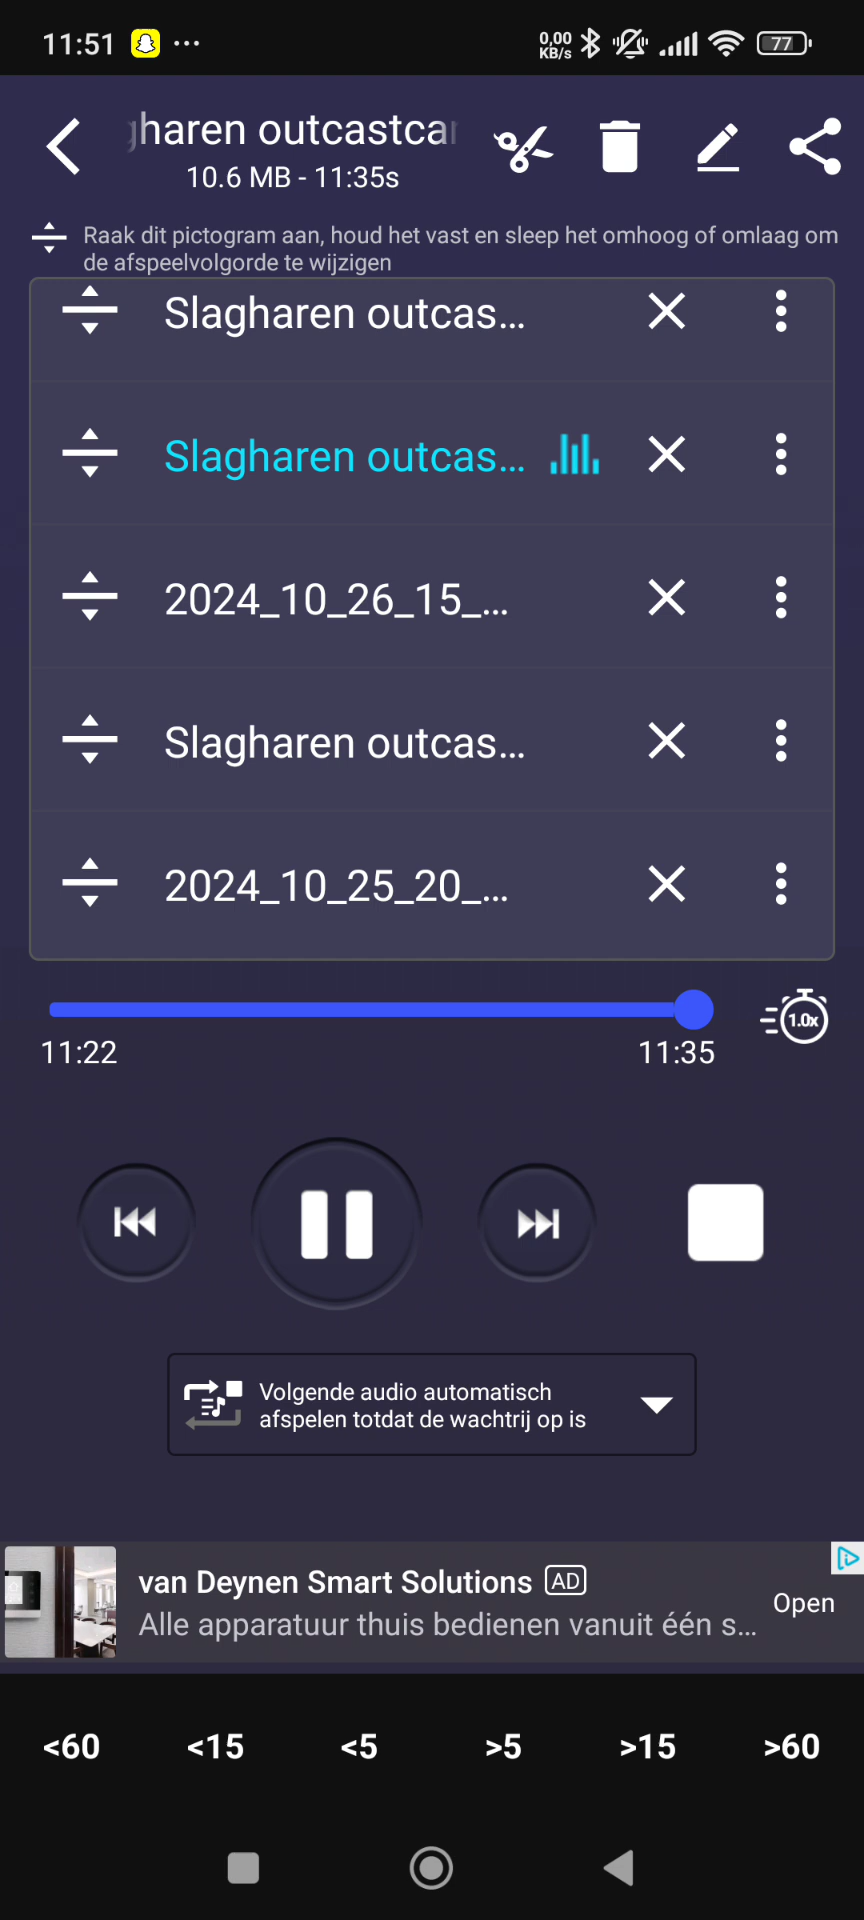 11:51
0,00
KB/s
77
haren outcastca
10.6 MB - 11:35s
Raak dit pictogram aan, houd het vast en sleep het omhoog of omlaag om
de afspeelvolgorde te wijzigen
Slagharen outcas...
Slagharen outcas...
2024_10_26_15_...
Slagharen outcas...
2024_10_25_20_...
11:22
11:35
1.0x
Volgende audio automatisch
afspelen totdat de wachtrij op is
van Deynen Smart Solutions AD
Alle apparatuur thuis bedienen vanuit één s...
Open
<60 <15 <5 >5 >15 >60